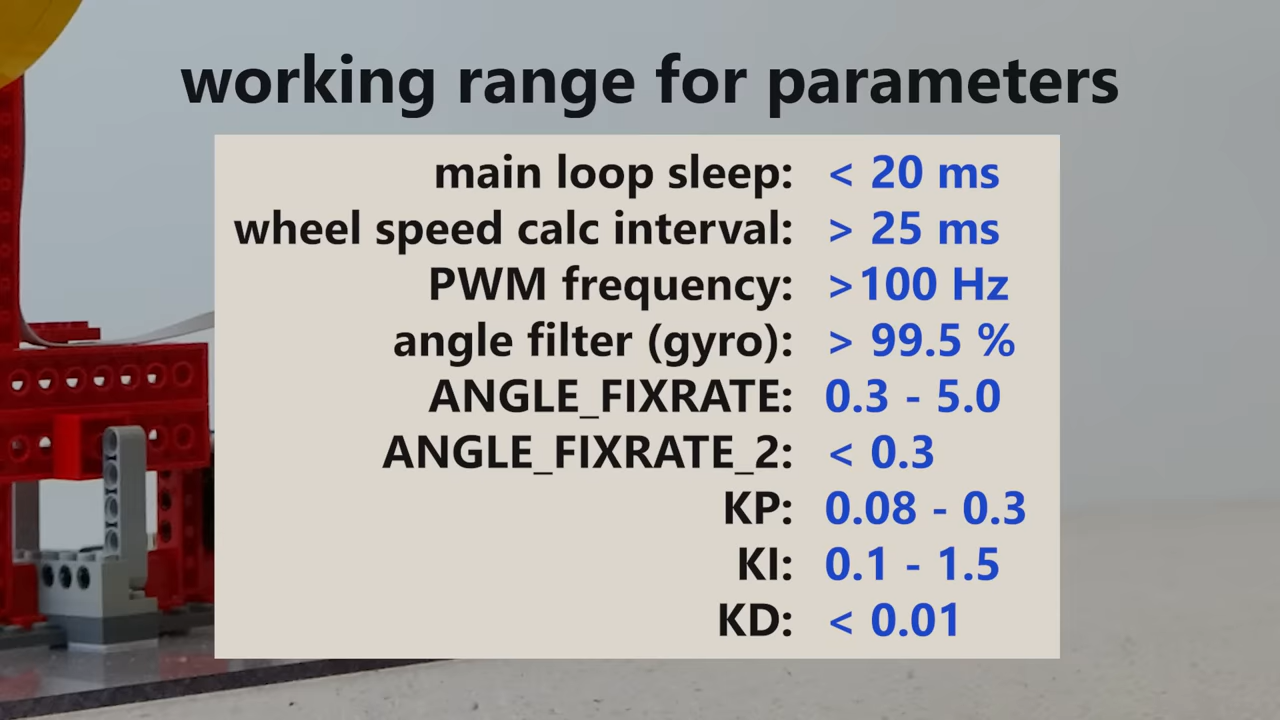 working range for parameters
main loop sleep: < 20 ms
wheel speed calc interval: > 25 ms
PWM frequency: >100 Hz
angle filter (gyro): > 99.5 %
ANGLE_FIXRATE: 0.3 - 5.0
ANGLE_FIXRATE_2: < 0.3
KP: 0.08 - 0.3
KI: 0.1 - 1.5
KD: < 0.01